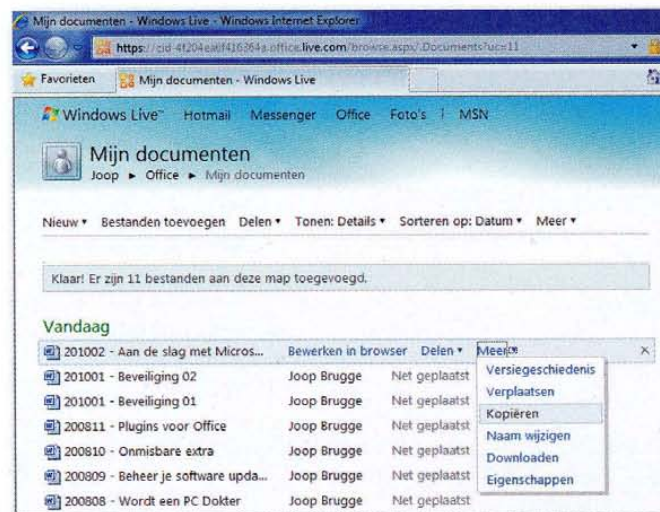 Mijn documenten - Windows Live - Windows Internet Explorer
https://cid-4f204ea0f416364a.office.live.com/browse.aspx/.Documents?uc=11
Favorieten Mijn documenten - Windows Live
Windows Live™ Hotmail Messenger Office Foto's | MSN
Mijn documenten
Joop ► Office ► Mijn documenten
Nieuw ▾ Bestanden toevoegen Delen ▾ Tonen: Details ▾ Sorteren op: Datum ▾ Meer ▾
Klaar! Er zijn 11 bestanden aan deze map toegevoegd.
Vandaag
201002 - Aan de slag met Micros... Bewerken in browser Delen ▾ Meer ×
201001 - Beveiliging 02 Joop Brugge Net geplaatst Versiegeschiedenis
201001 - Beveiliging 01 Joop Brugge Net geplaatst Verplaatsen
Kopiëren
200811 - Plugins voor Office Joop Brugge Net geplaatst Naam wijzigen
200810 - Onmisbare extra Joop Brugge Net geplaatst Downloaden
200809 - Beheer je software upda... Joop Brugge Net geplaatst Eigenschappen
200808 - Wordt een PC Dokter Joop Brugge Net geplaatst